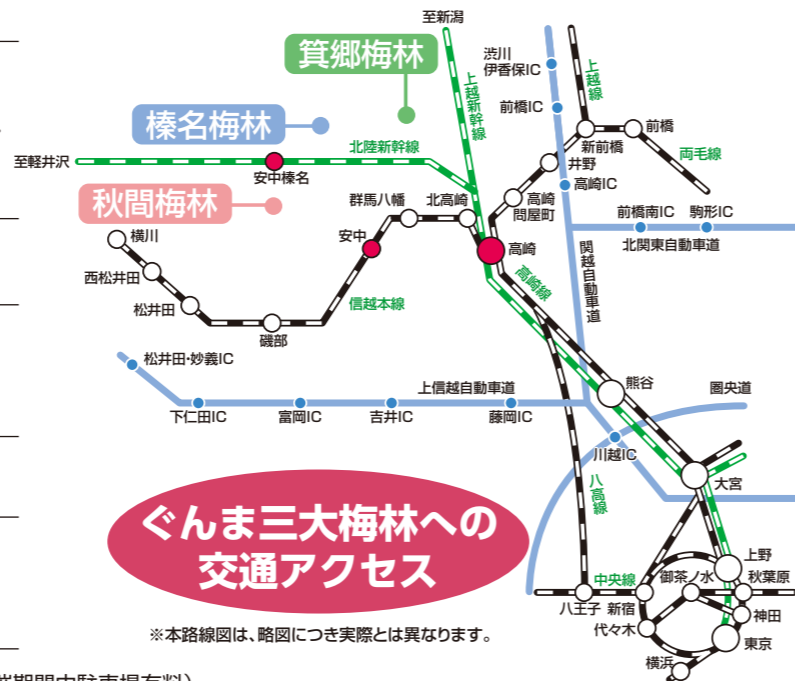 至新潟
箕郷梅林
榛名梅林
秋間梅林
上越新幹線
渋川
伊香保IC
上越線
前橋IC
新前橋
前橋
両毛線
井野
高崎IC
高崎
問屋町
至軽井沢
北陸新幹線
安中榛名
群馬八幡
北高崎
前橋南IC
駒形IC
北関東自動車道
横川
安中
高崎
西松井田
高崎線
関越自動車道
松井田
信越本線
磯部
松井田・妙義IC
上信越自動車道
熊谷
圏央道
下仁田IC
富岡IC
吉井IC
藤岡IC
川越IC
大宮
八高線
ぐんま三大梅林への
交通アクセス
上野
中央線
御茶ノ水
秋葉原
八王子
新宿
神田
代々木
東京
横浜
※本路線図は、略図につき実際とは異なります。
期間中駐車場有料）